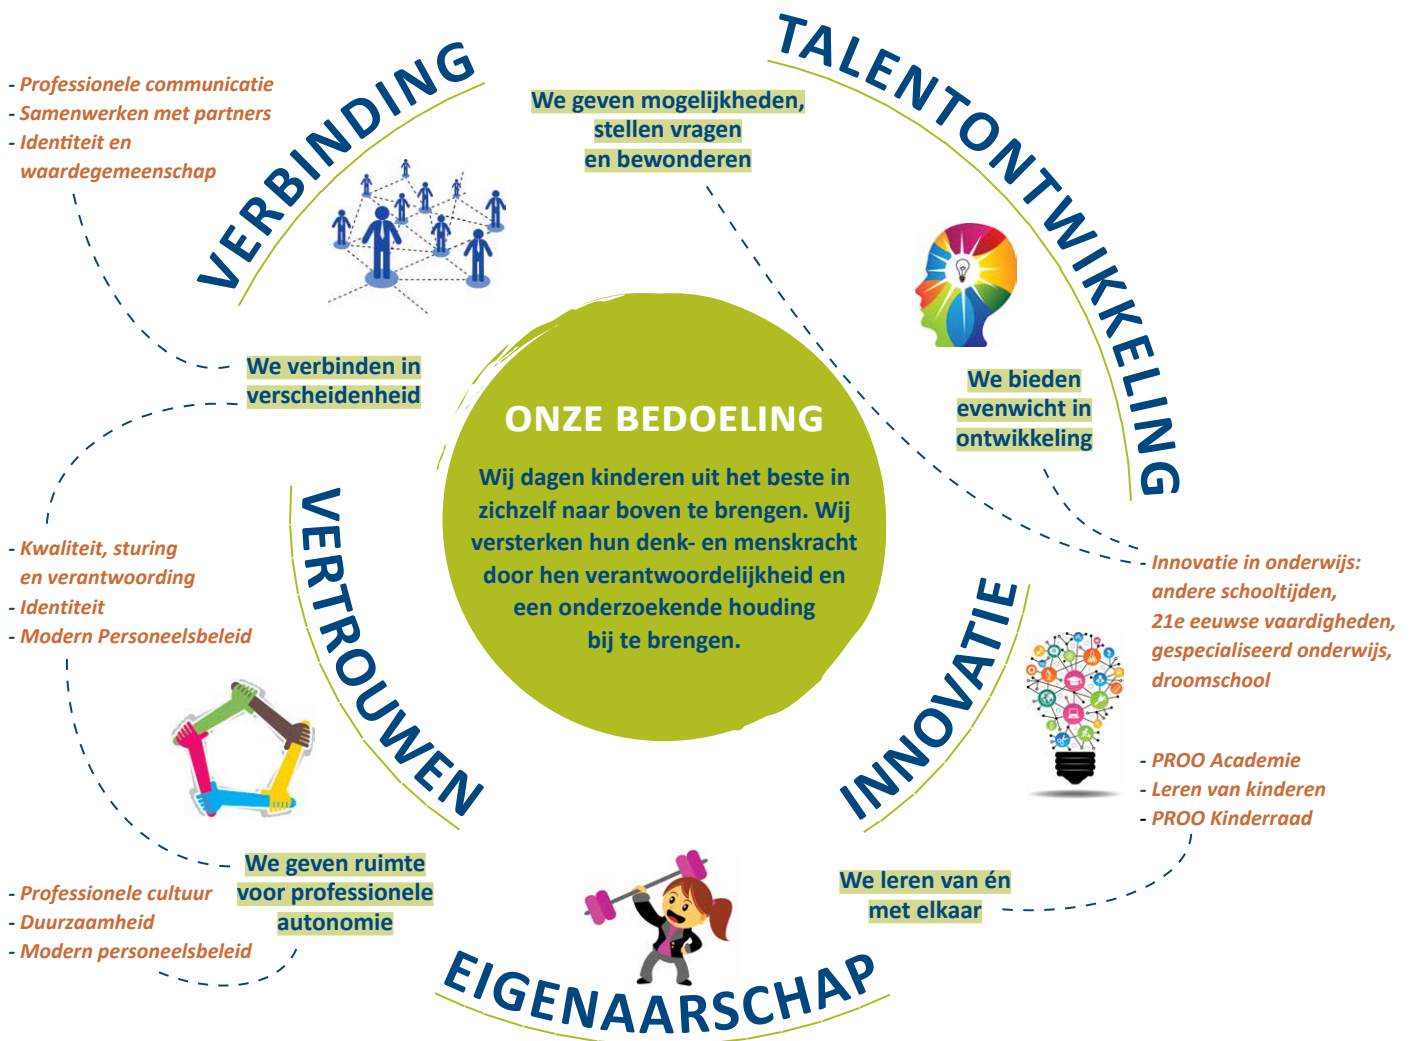 VERBINDING
TALENTONTWIKKELING
- Professionele communicatie
- Samenwerken met partners
- Identiteit en
waardegemeenschap
We geven mogelijkheden,
stellen vragen
en bewonderen
We verbinden in
verscheidenheid
We bieden
evenwicht in
ontwikkeling
ONZE BEDOELING
Wij dagen kinderen uit het beste in
zichzelf naar boven te brengen. Wij
versterken hun denk- en menskracht
door hen verantwoordelijkheid en
een onderzoekende houding
bij te brengen.
VERTROUWEN
- Kwaliteit, sturing
en verantwoording
- Identiteit
- Modern Personeelsbeleid
INNOVATIE
- Innovatie in onderwijs:
andere schooltijden,
21e eeuwse vaardigheden,
gespecialiseerd onderwijs,
droomschool
- PROO Academie
- Leren van kinderen
- PROO Kinderraad
We geven ruimte
voor professionele
autonomie
- Professionele cultuur
- Duurzaamheid
- Modern personeelsbeleid
We leren van én
met elkaar
EIGENAARSCHAP